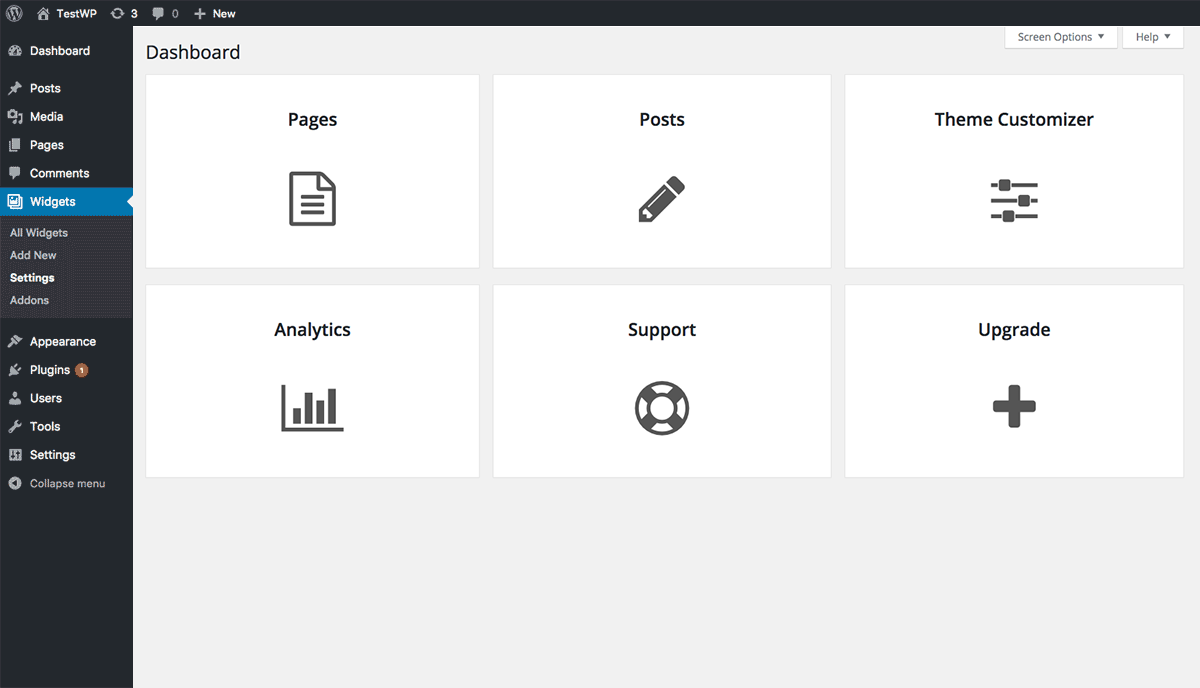 TestWP 3 0 New
Screen Options Help
Dashboard
Dashboard
Posts
Media
Pages
Comments
Widgets
All Widgets
Add New
Settings
Addons
Appearance
Plugins 1
Users
Tools
Settings
Collapse menu
Pages
Posts
Theme Customizer
Analytics
Support
Upgrade